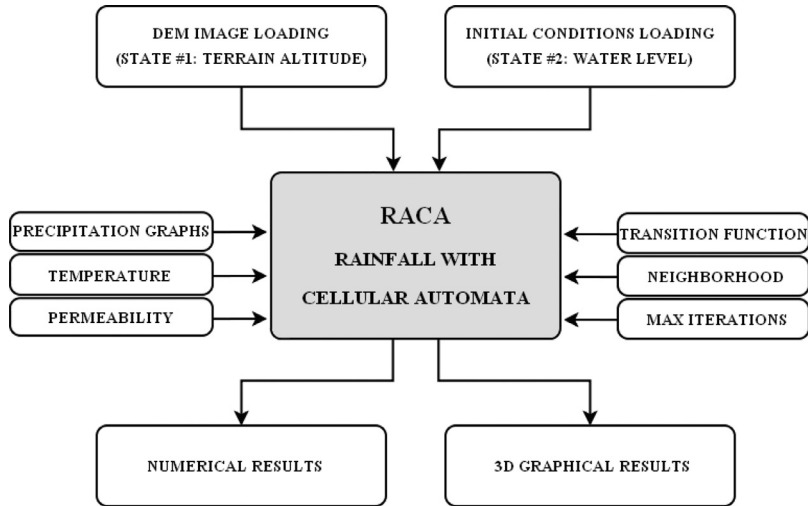 DEM IMAGE LOADING
(STATE #1: TERRAIN ALTITUDE)
INITIAL CONDITIONS LOADING
(STATE #2: WATER LEVEL)
RACA
RAINFALL WITH
CELLULAR AUTOMATA
PRECIPITATION GRAPHS
TEMPERATURE
PERMEABILITY
TRANSITION FUNCTION
NEIGHBORHOOD
MAX ITERATIONS
NUMERICAL RESULTS
3D GRAPHICAL RESULTS